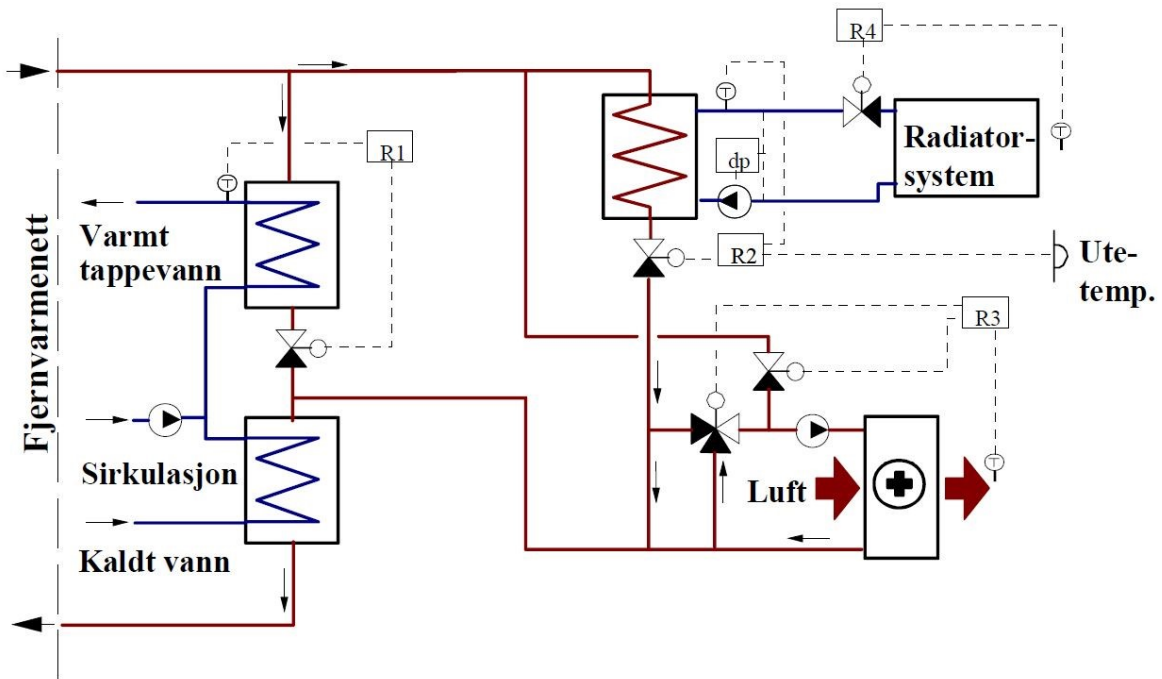 R4
T
T
Radiator-
system
R1
dp
T
Varmt
tappevann
R2
Ute-
temp.
R3
Fjernvarmenett
Sirkulasjon
Luft
T
Kaldt vann